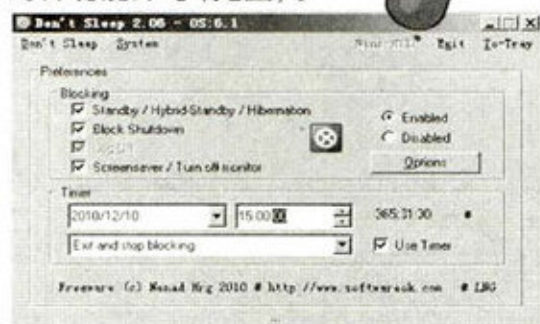 Don't Sleep 2.06 - OS:6.1
Don't Sleep System Exit To-Tray
Preferences
Blocking
Standby / Hybrid-Standby / Hibernation
Block Shutdown
Screensaver / Turn off monitor
Enabled
Disabled
Options
Timer
2010/12/10 15:00:00 365:31:30 #
Exit and stop blocking Use Timer
Freeware (c) Nenad Hrg 2010 # http://www.softwareok.com #